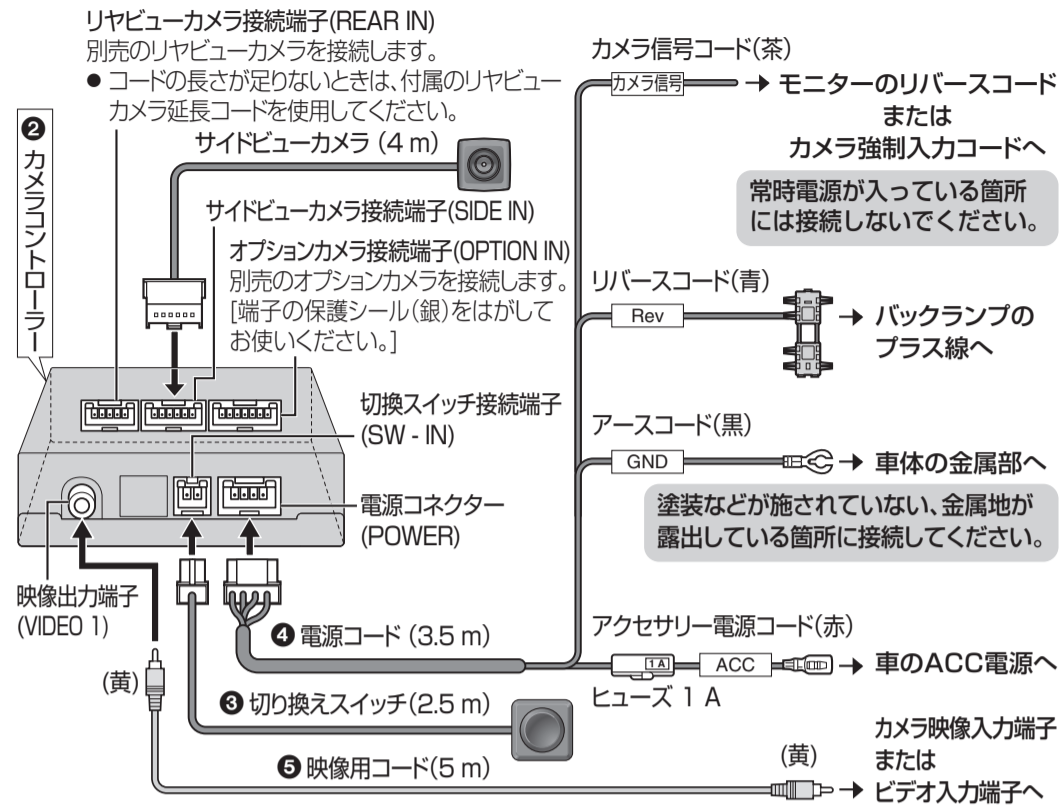 リヤビューカメラ接続端子(REAR IN)
別売のリヤビューカメラを接続します。
● コードの長さが足りないときは、付属のリヤビュー
カメラ延長コードを使用してください。
❷カメラコントローラー
サイドビューカメラ (4 m)
サイドビューカメラ接続端子(SIDE IN)
オプションカメラ接続端子(OPTION IN)
別売のオプションカメラを接続します。
[端子の保護シール(銀)をはがして
お使いください。]
切換スイッチ接続端子
(SW - IN)
電源コネクター
(POWER)
映像出力端子
(VIDEO 1)
(黄)
❹ 電源コード (3.5 m)
❸ 切り換えスイッチ(2.5 m)
❺ 映像用コード(5 m)
カメラ信号コード(茶)
カメラ信号
→ モニターのリバースコード
または
カメラ強制入力コードへ
常時電源が入っている箇所
には接続しないでください。
リバースコード(青)
Rev
→ バックランプの
プラス線へ
アースコード(黒)
GND
→ 車体の金属部へ
塗装などが施されていない、金属地が
露出している箇所に接続してください。
アクセサリー電源コード(赤)
1 A
ACC
→ 車のACC電源へ
ヒューズ 1 A
(黄)
カメラ映像入力端子
または
→ ビデオ入力端子へ